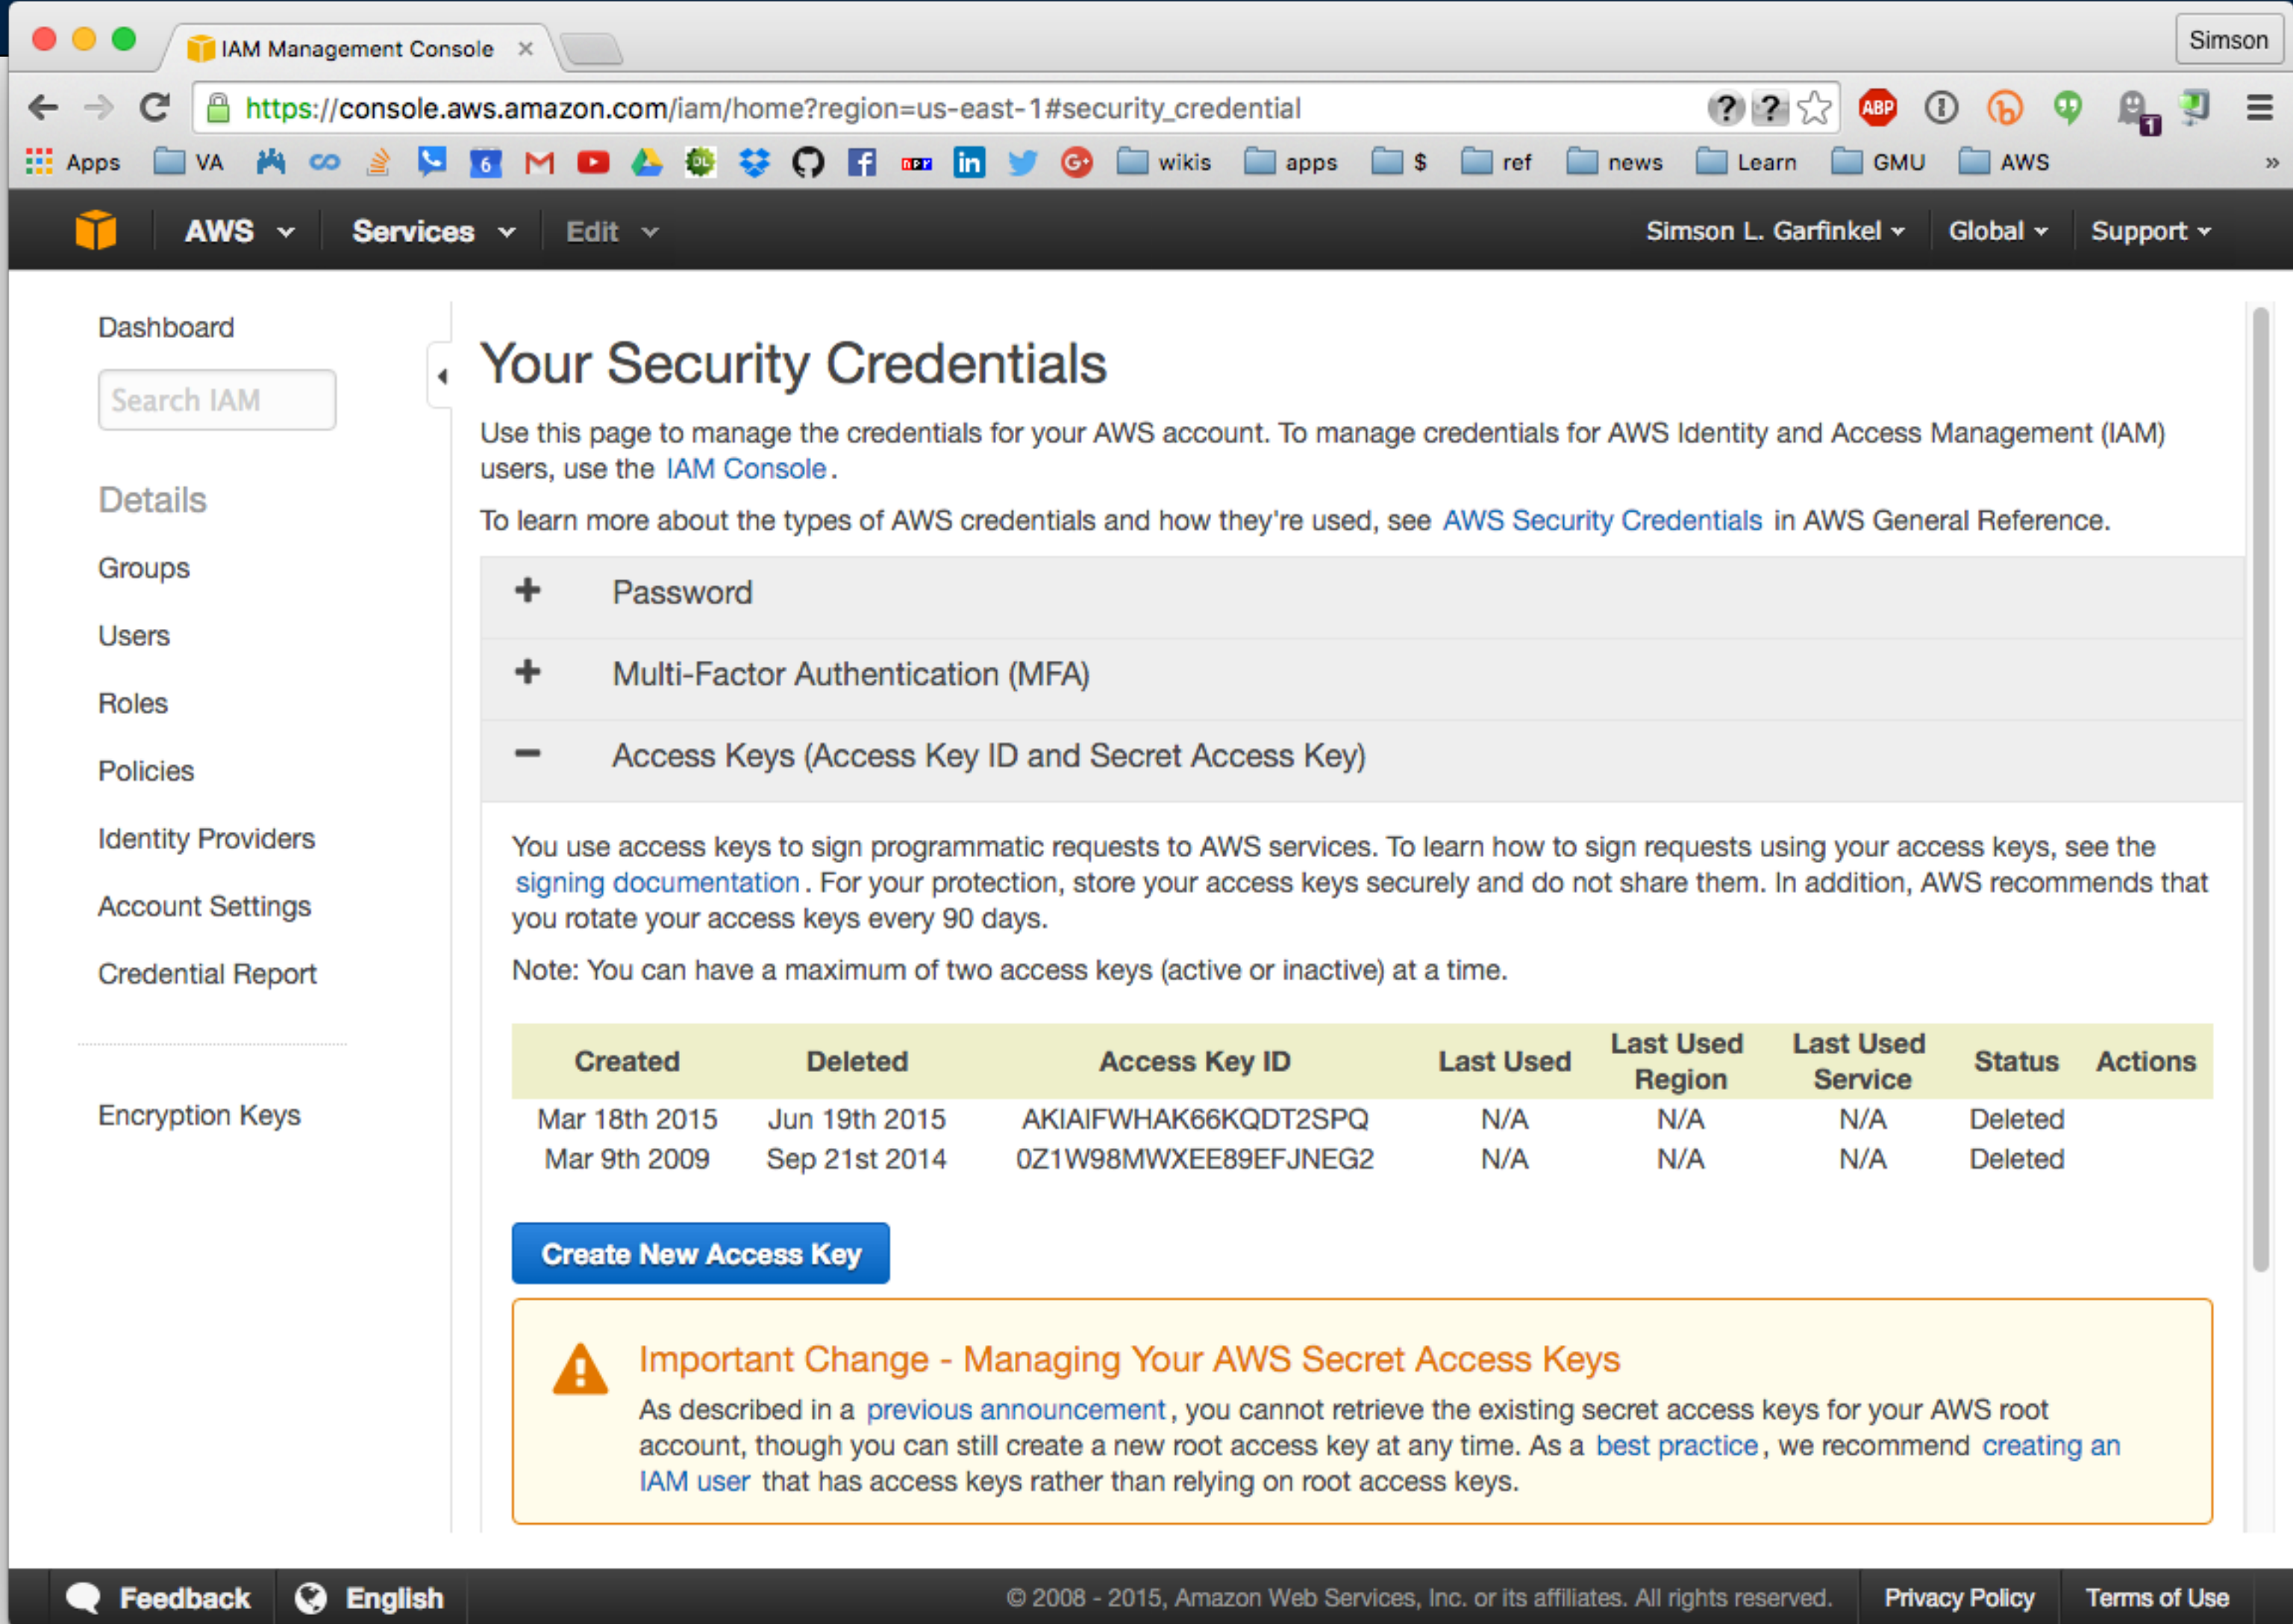 IAM Management Console
Simson
https://console.aws.amazon.com/iam/home?region=us-east-1#security_credential
Apps VA wikis apps $ ref news Learn GMU AWS »
AWS Services Edit Simson L. Garfinkel Global Support
Dashboard
Search IAM
Details
Groups
Users
Roles
Policies
Identity Providers
Account Settings
Credential Report
Encryption Keys
Your Security Credentials
Use this page to manage the credentials for your AWS account. To manage credentials for AWS Identity and Access Management (IAM)
users, use the IAM Console.
To learn more about the types of AWS credentials and how they're used, see AWS Security Credentials in AWS General Reference.
Password
Multi-Factor Authentication (MFA)
Access Keys (Access Key ID and Secret Access Key)
You use access keys to sign programmatic requests to AWS services. To learn how to sign requests using your access keys, see the
signing documentation. For your protection, store your access keys securely and do not share them. In addition, AWS recommends that
you rotate your access keys every 90 days.
Note: You can have a maximum of two access keys (active or inactive) at a time.
Created Deleted Access Key ID Last Used Last Used Region Last Used Service Status Actions
Mar 18th 2015 Jun 19th 2015 AKIAIFWHAK66KQDT2SPQ N/A N/A N/A Deleted
Mar 9th 2009 Sep 21st 2014 0Z1W98MWXEE89EFJNEG2 N/A N/A N/A Deleted
Create New Access Key
Important Change - Managing Your AWS Secret Access Keys
As described in a previous announcement, you cannot retrieve the existing secret access keys for your AWS root
account, though you can still create a new root access key at any time. As a best practice, we recommend creating an
IAM user that has access keys rather than relying on root access keys.
Feedback English © 2008 - 2015, Amazon Web Services, Inc. or its affiliates. All rights reserved. Privacy Policy Terms of Use